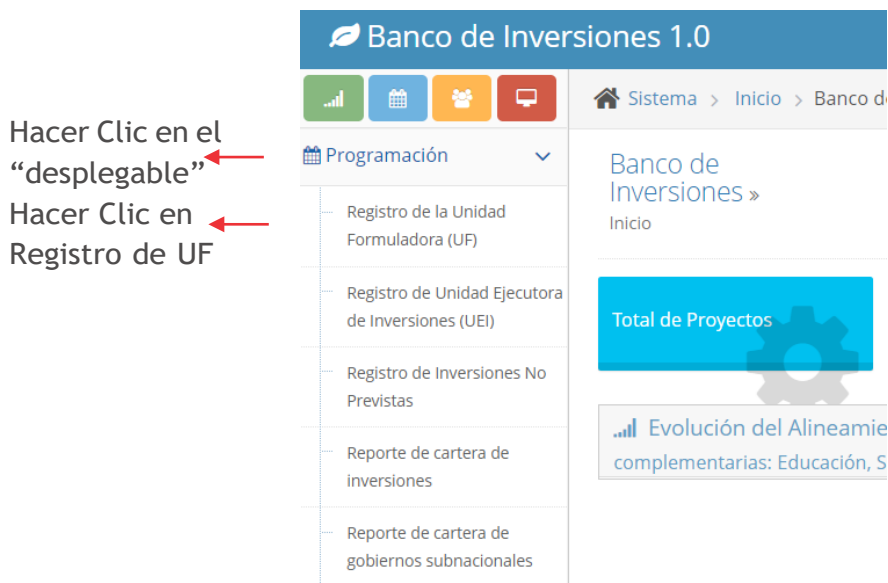 Hacer Clic en el
“desplegable”
Hacer Clic en
Registro de UF
Banco de Inversiones 1.0
Sistema > Inicio > Banco de
Programación
Registro de la Unidad
Formuladora (UF)
Registro de Unidad Ejecutora
de Inversiones (UEI)
Registro de Inversiones No
Previstas
Reporte de cartera de
inversiones
Reporte de cartera de
gobiernos subnacionales
Banco de
Inversiones »
Inicio
Total de Proyectos
Evolución del Alineamie
complementarias: Educación, S